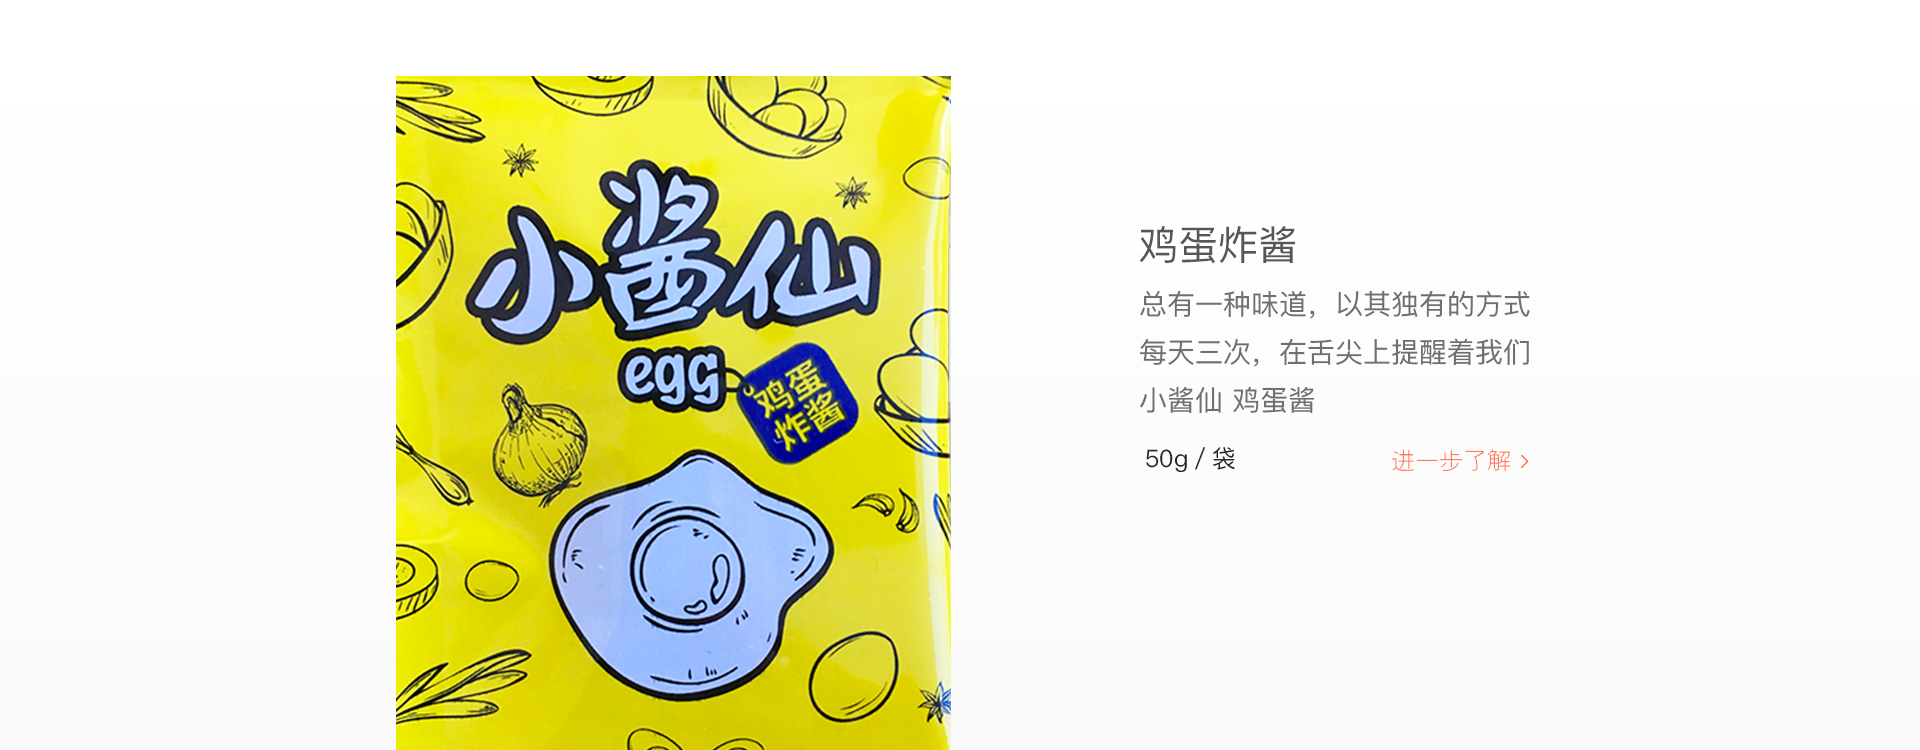 小酱仙
egg
鸡蛋
炸酱
鸡蛋炸酱
总有一种味道，以其独有的方式
每天三次，在舌尖上提醒着我们
小酱仙 鸡蛋酱
50g / 袋
进一步了解 >